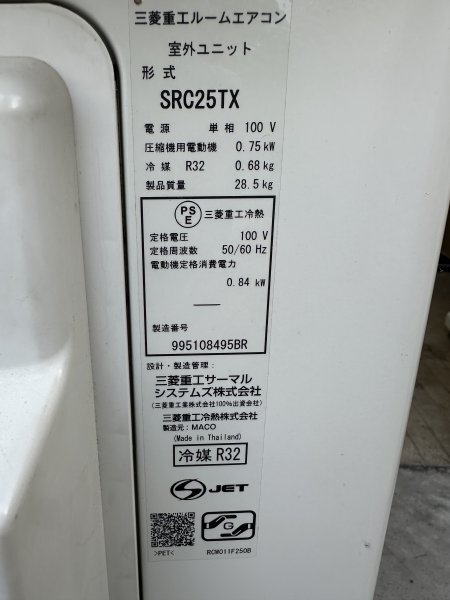 三菱重工ルームエアコン
室外ユニット
形式
SRC25TX
電源 単相 100 V
圧縮機用電動機 0.75 kW
冷媒 R32 0.68 kg
製品質量 28.5 kg
PS
E 三菱重工冷熱
定格電圧 100 V
定格周波数 50/60 Hz
電動機定格消費電力
0.84 kW
製造番号
995108495BR
設計・製造管理:
三菱重工サーマル
システムズ株式会社
(三菱重工業株式会社100%出資会社)
三菱重工冷熱株式会社
製造元:MACO
(Made in Thailand)
冷媒 R32
JET
G
>PET< RCW011F250B